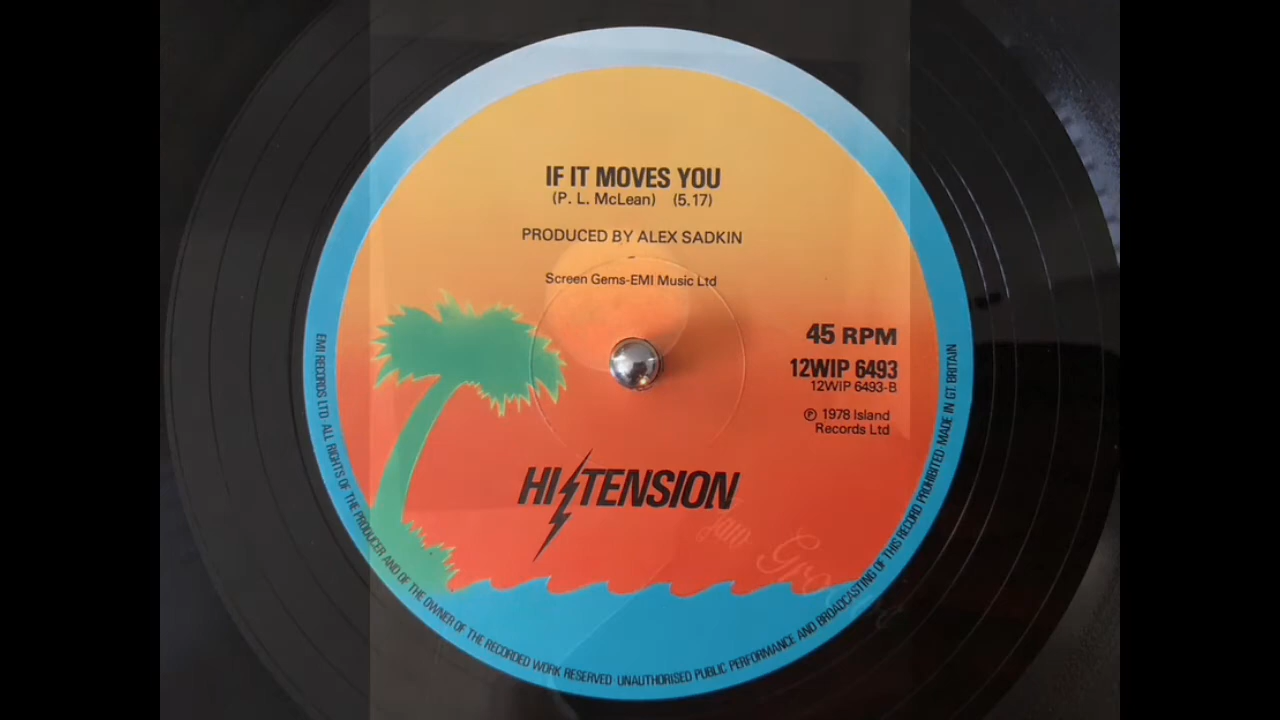 IF IT MOVES YOU
(P. L. McLean) (5.17)
PRODUCED BY ALEX SADKIN
Screen Gems-EMI Music Ltd
45 RPM
12WIP 6493
12WIP 6493-B
Ⓟ 1978 Island
Records Ltd
HI TENSION
EMI RECORDS LTD ALL RIGHTS OF THE PRODUCER AND OF THE OWNER OF THE RECORDED WORK RESERVED · UNAUTHORISED PUBLIC PERFORMANCE AND BROADCASTING OF THIS RECORD PROHIBITED · MADE IN GT. BRITAIN